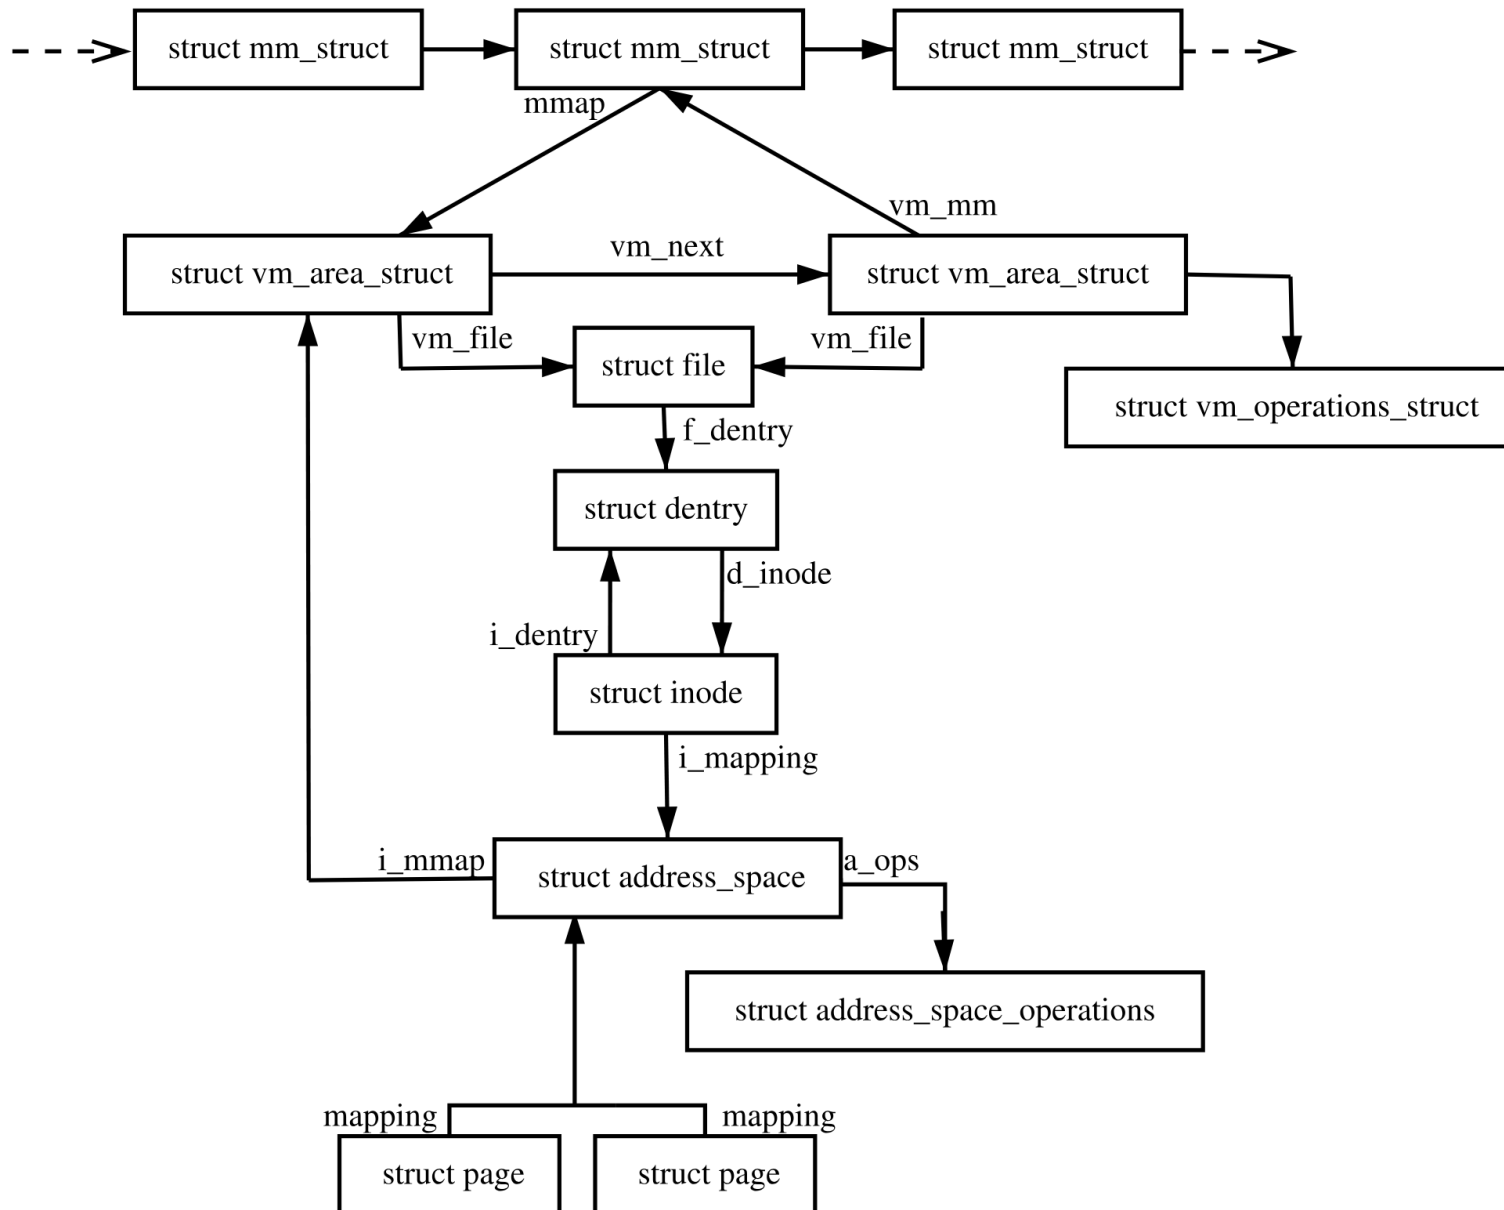 struct mm_struct
struct mm_struct
struct mm_struct
mmap
vm_mm
struct vm_area_struct
vm_next
struct vm_area_struct
vm_file
struct file
vm_file
struct vm_operations_struct
f_dentry
struct dentry
d_inode
i_dentry
struct inode
i_mapping
i_mmap
struct address_space
a_ops
struct address_space_operations
mapping
mapping
struct page
struct page